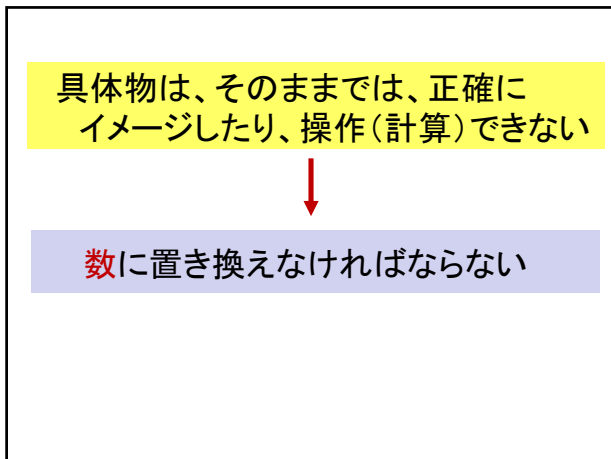 具体物は、そのままでは、正確に
イメージしたり、操作(計算)できない
数に置き換えなければならない